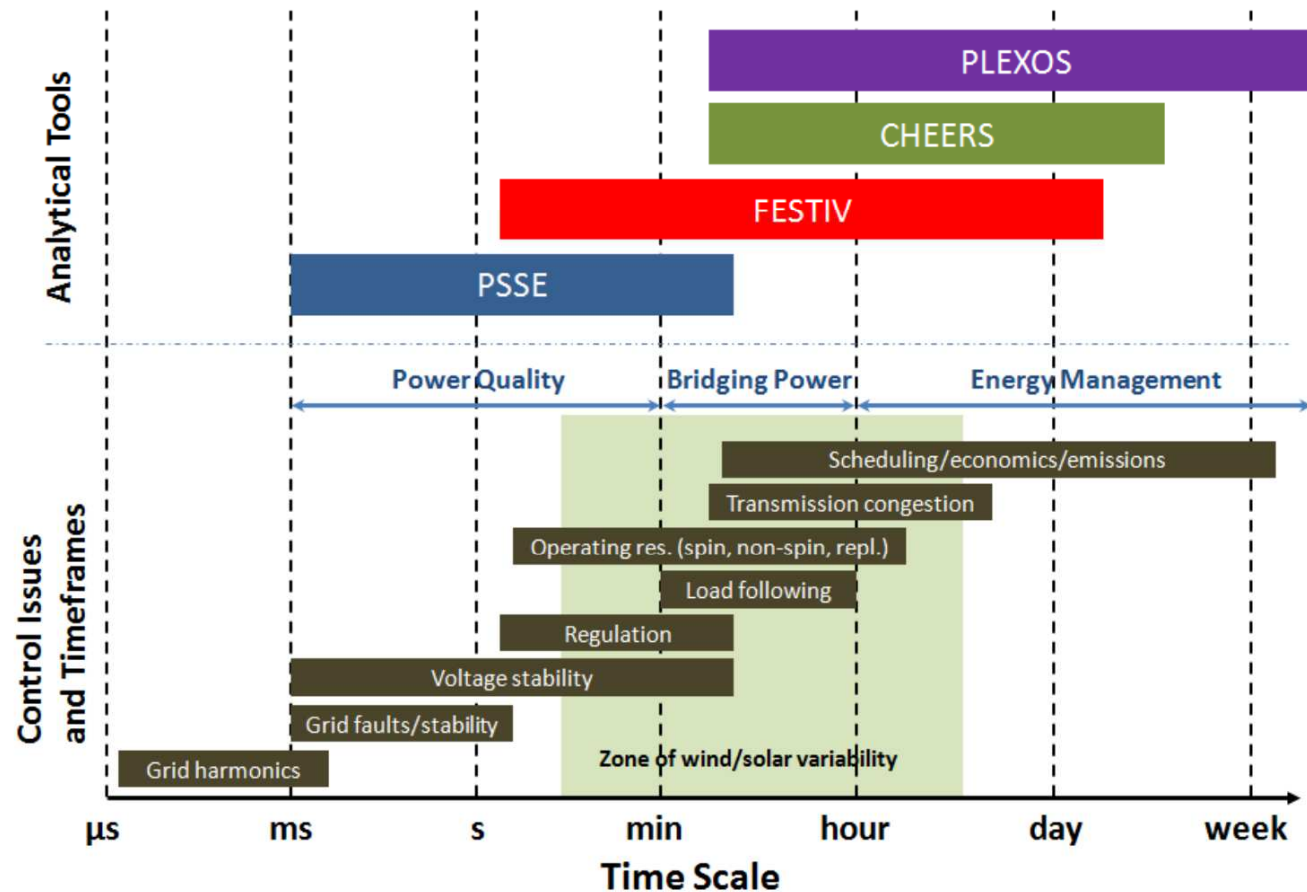 Analytical Tools
PLEXOS
CHEERS
FESTIV
PSSE
Power Quality
Bridging Power
Energy Management
Control Issues
and Timeframes
Scheduling/economics/emissions
Transmission congestion
Operating res. (spin, non-spin, repl.)
Load following
Regulation
Voltage stability
Grid faults/stability
Grid harmonics
Zone of wind/solar variability
µs ms s min hour day week
Time Scale